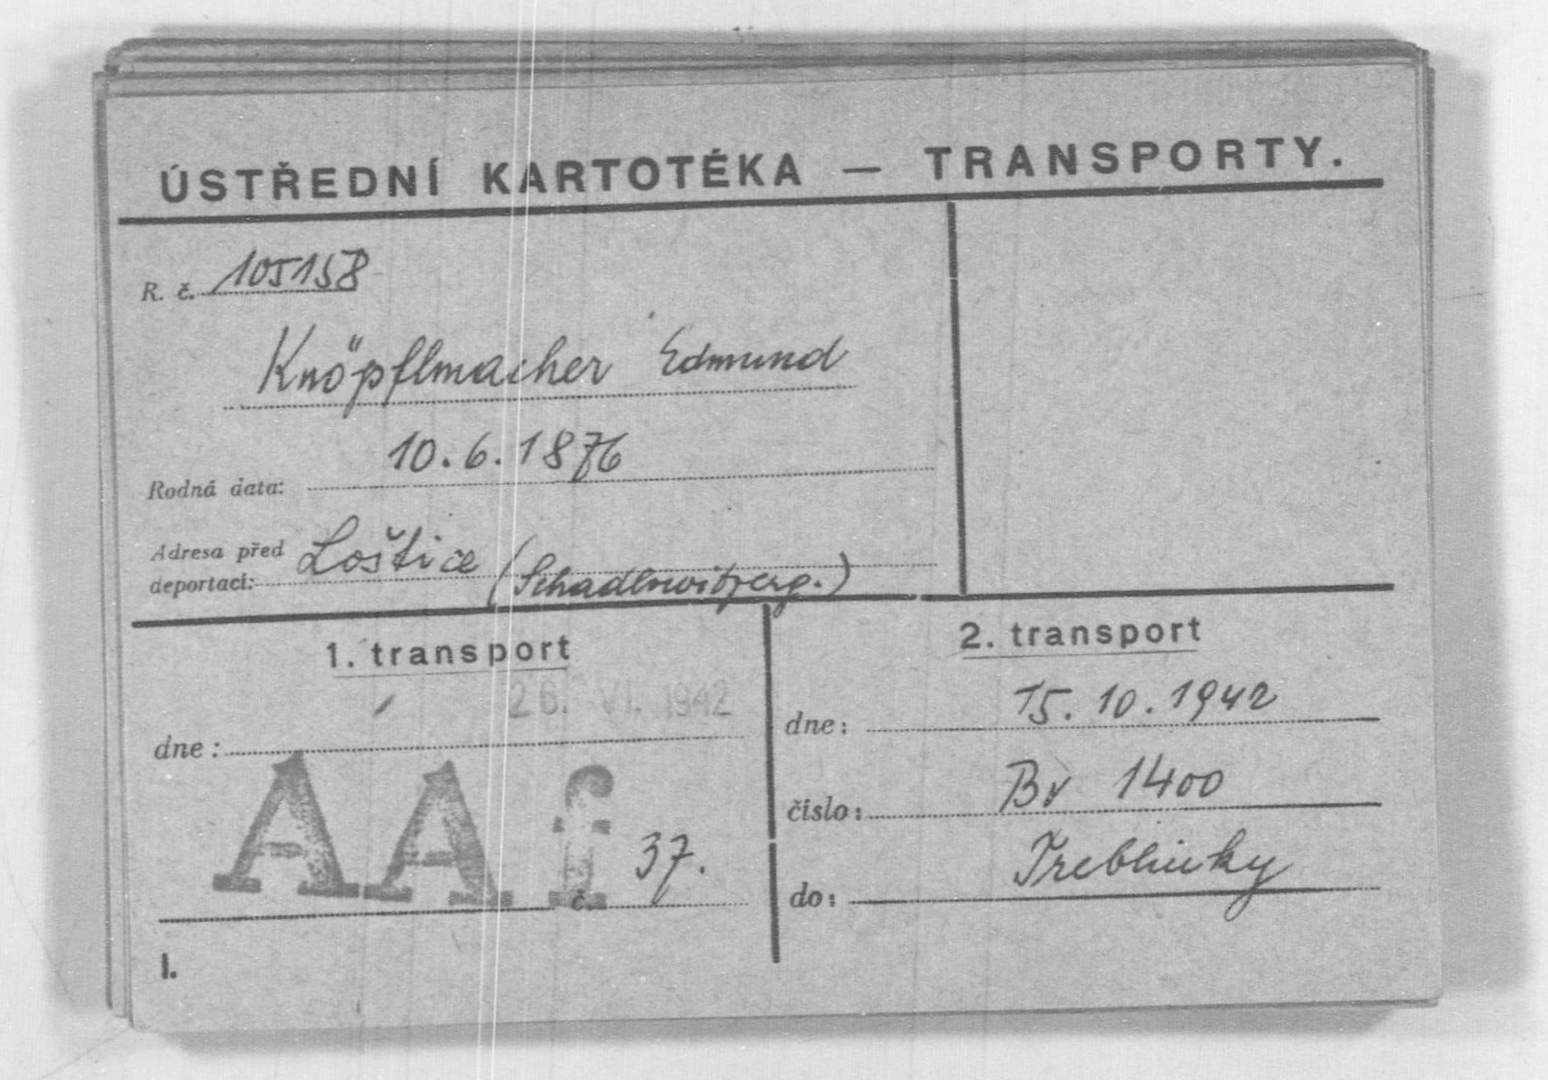 ÚSTŘEDNÍ KARTOTÉKA — TRANSPORTY.
R. č. 105158
Knöpflmacher Edmund
Rodná data: 10.6.1876
Adresa před
deportací: Loštice
1. transport
26. VI. 1942
dne:
AAf
č. 37.
2. transport
dne: 15.10.1942
číslo: Bv 1400
do: Treblinky
I.